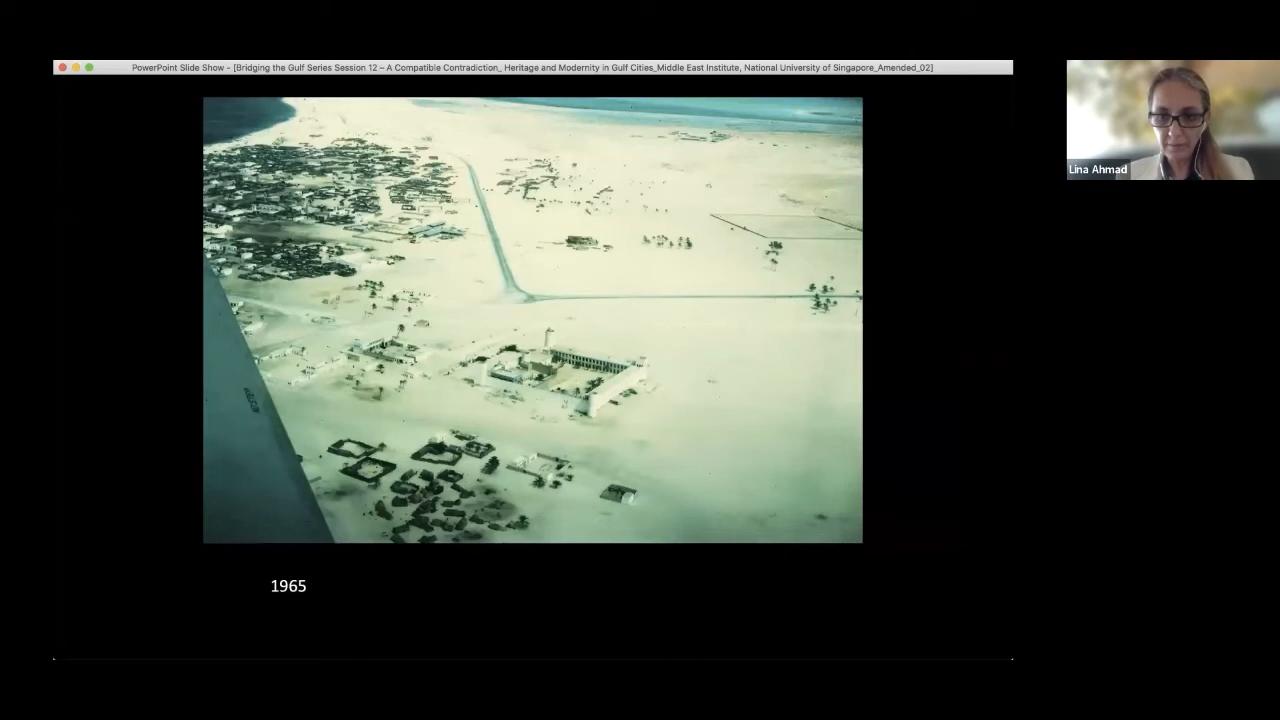 PowerPoint Slide Show - [Bridging the Gulf Series Session 12 – A Compatible Contradiction_ Heritage and Modernity in Gulf Cities_Middle East Institute, National University of Singapore_Amended_02]
Lina Ahmad
1965